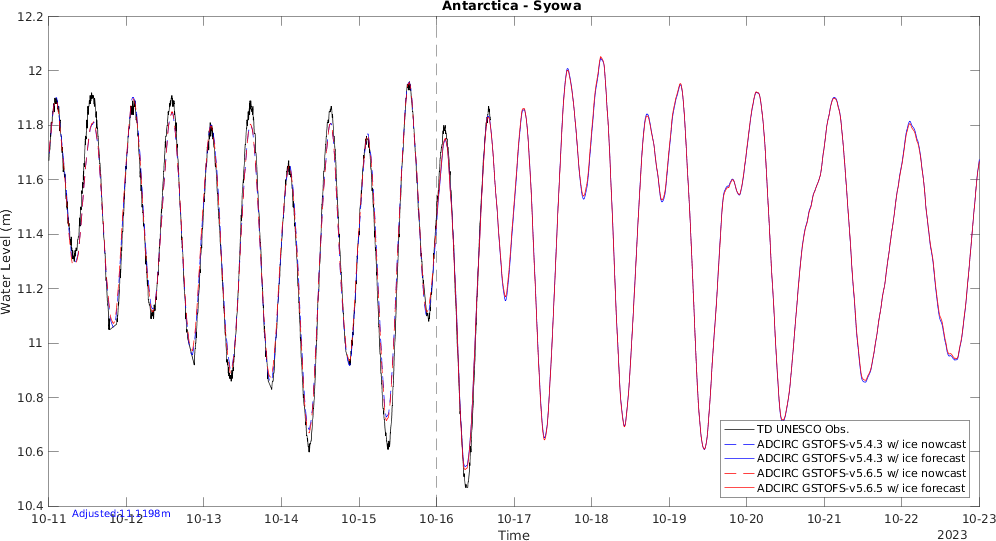 Antarctica - Syowa
12.2
12
11.8
11.6
11.4
11.2
11
10.8
10.6
10.4
Water Level (m)
TD UNESCO Obs.
ADCIRC GSTOFS-v5.4.3 w/ ice nowcast
ADCIRC GSTOFS-v5.4.3 w/ ice forecast
ADCIRC GSTOFS-v5.6.5 w/ ice nowcast
ADCIRC GSTOFS-v5.6.5 w/ ice forecast
Adjusted:11.1198m
10-11 10-12 10-13 10-14 10-15 10-16 10-17 10-18 10-19 10-20 10-21 10-22 10-23
Time
2023